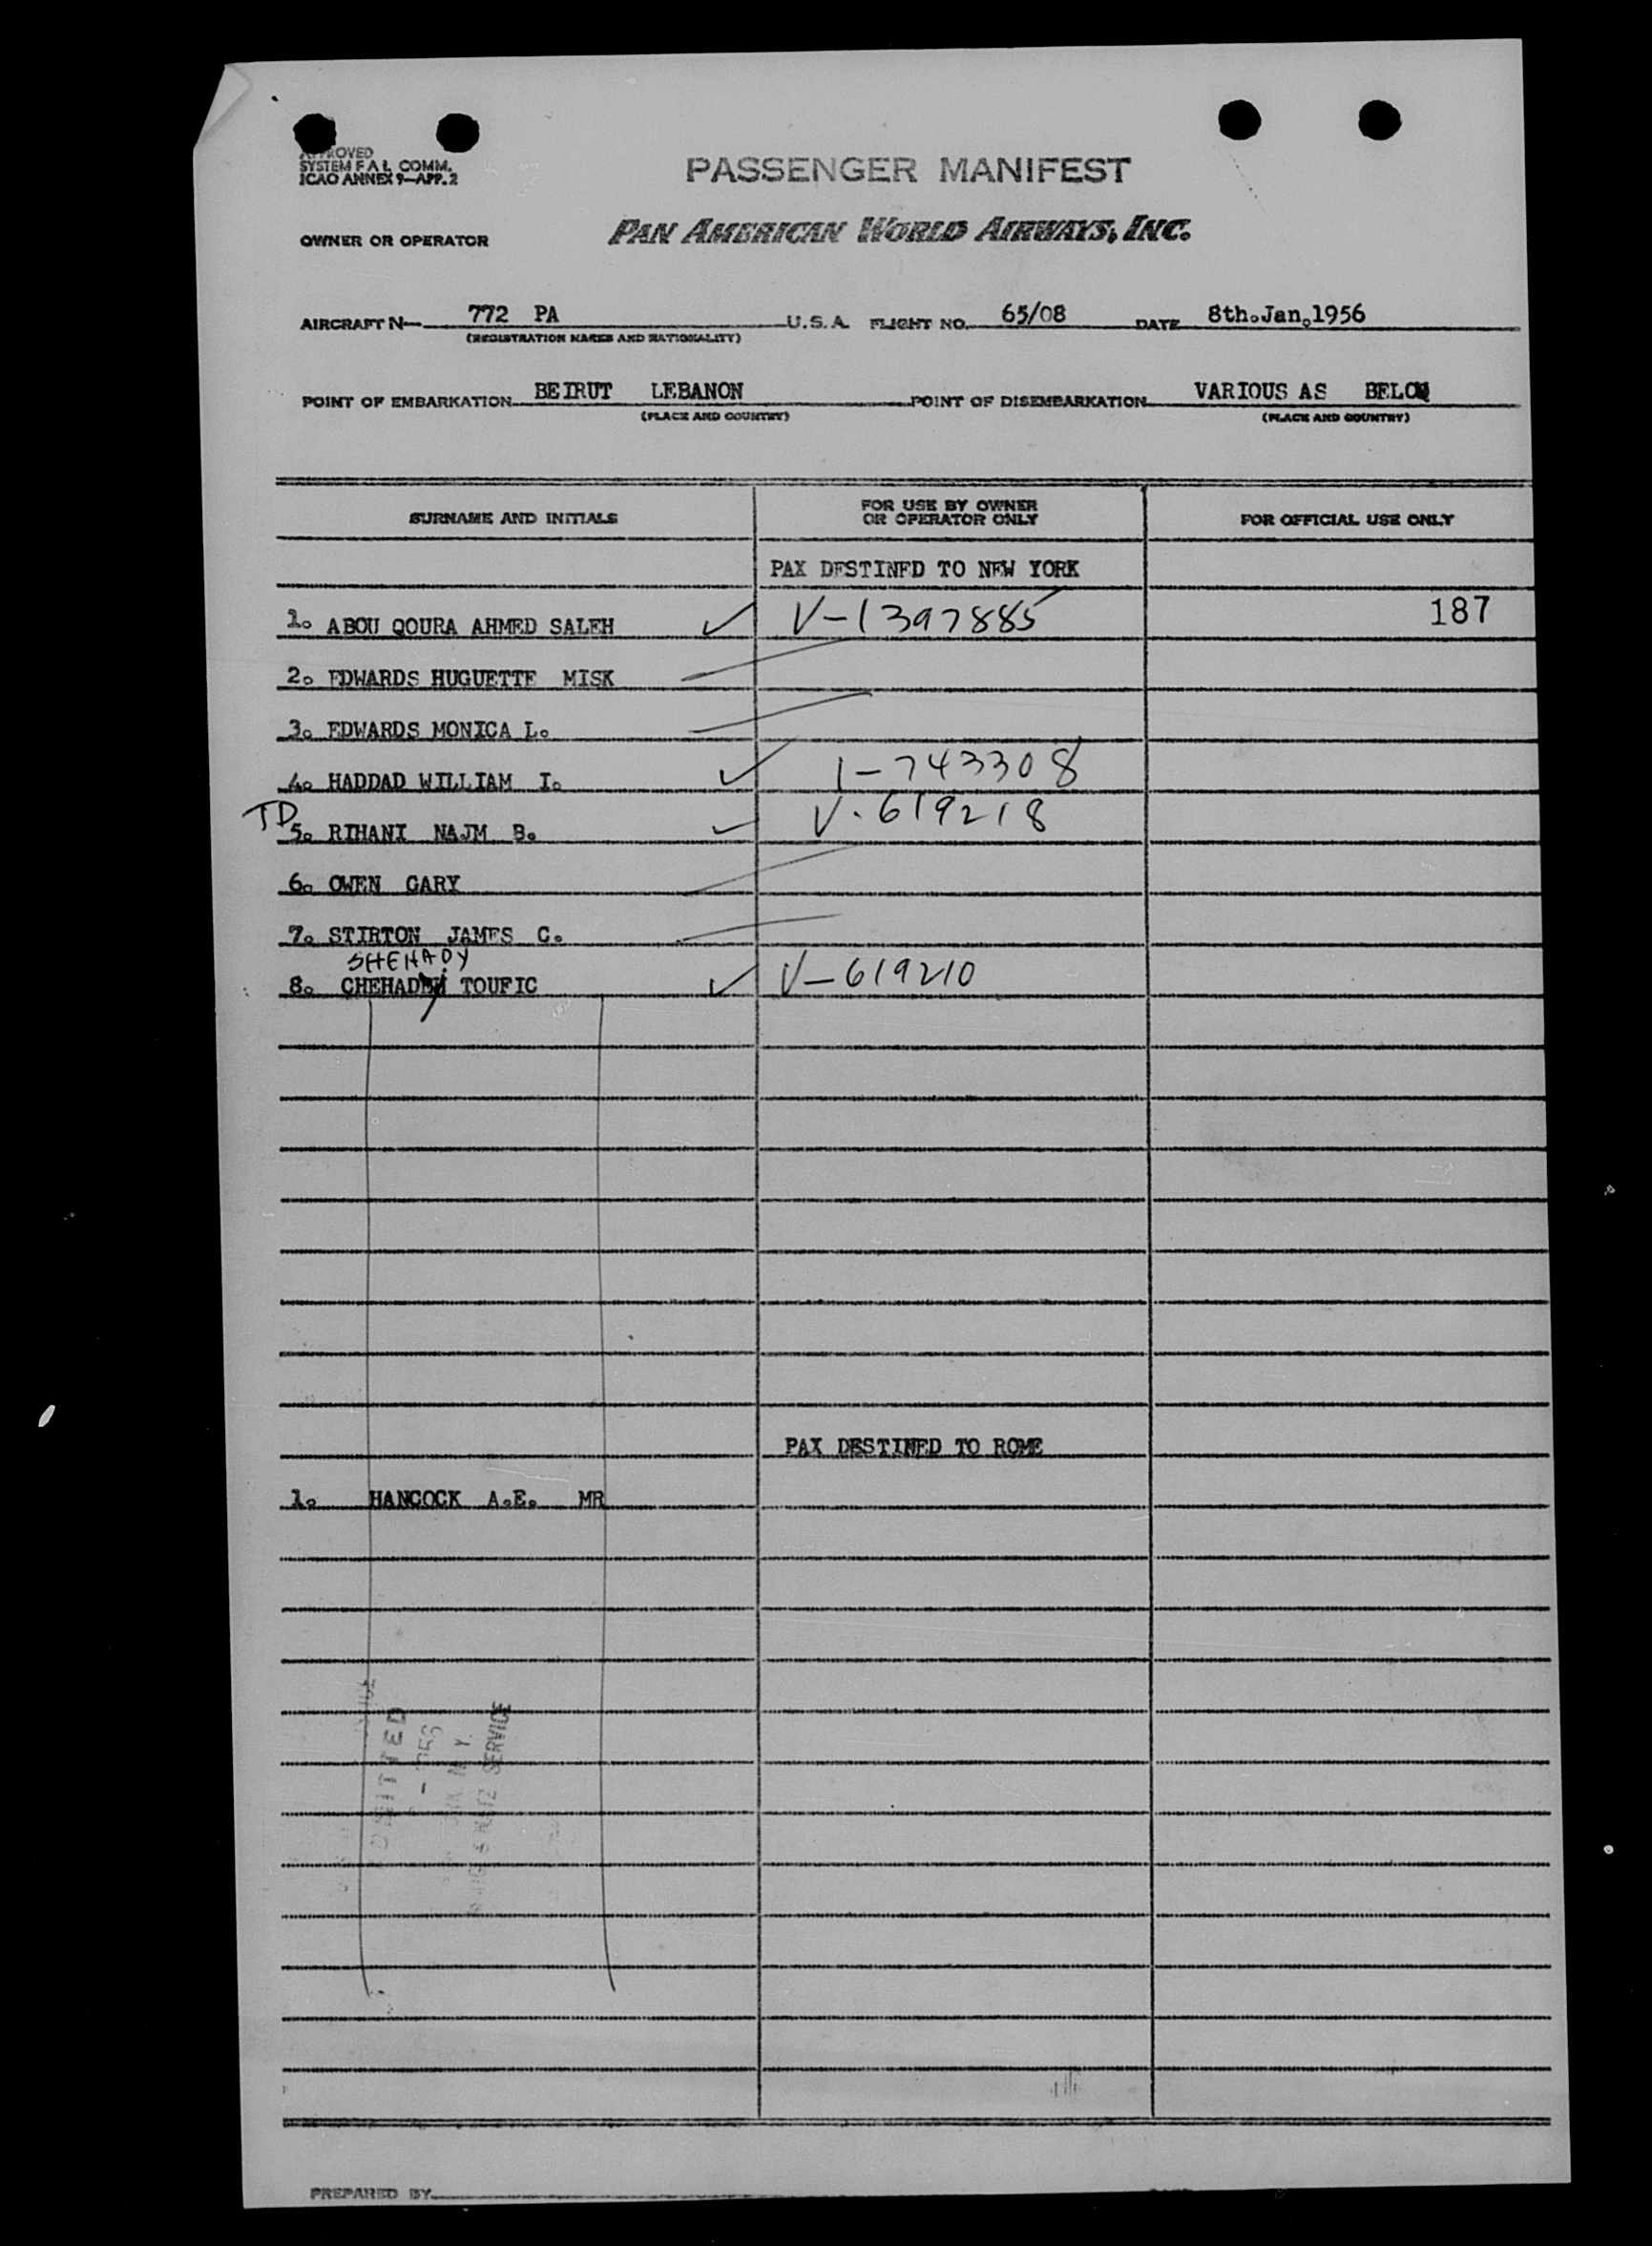 APPROVED
SYSTEM F A L COMM.
ICAO ANNEX 9—APP. 2
PASSENGER MANIFEST
OWNER OR OPERATOR PAN AMERICAN WORLD AIRWAYS, INC.
AIRCRAFT N— 772 PA U.S.A. FLIGHT NO. 65/08 DATE 8th.Jan.1956
(REGISTRATION MARKS AND NATIONALITY)
POINT OF EMBARKATION BEIRUT LEBANON POINT OF DISEMBARKATION VARIOUS AS BELOW
(PLACE AND COUNTRY) (PLACE AND COUNTRY)
SURNAME AND INITIALS FOR USE BY OWNER OR OPERATOR ONLY FOR OFFICIAL USE ONLY
PAX DESTINED TO NEW YORK
1. ABOU QOURA AHMED SALEH V-1397885 187
2. EDWARDS HUGUETTE MISK
3. EDWARDS MONICA L.
4. HADDAD WILLIAM I. 1-743308
TD 5. RIHANI NAJM B. V-619218
6. OWEN GARY
7. STIRTON JAMES C.
SHEHADY
8. CHEHADEH TOUFIC V-619210
PAX DESTINED TO ROME
1. HANCOCK A.E. MR
PREPARED BY